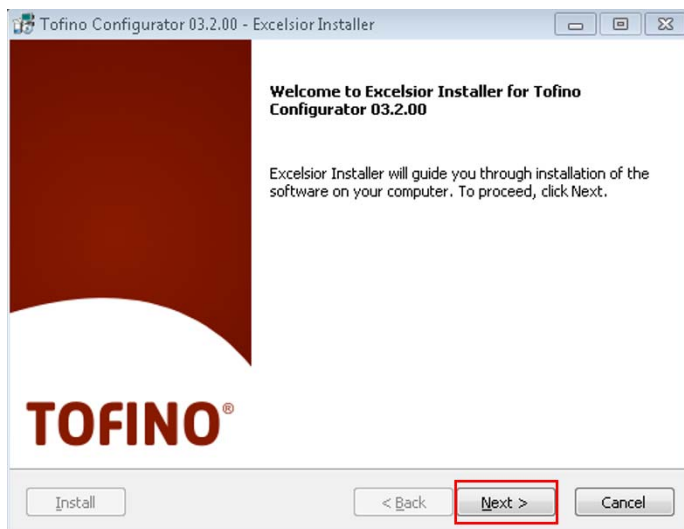 Tofino Configurator 03.2.00 - Excelsior Installer
Welcome to Excelsior Installer for Tofino
Configurator 03.2.00
Excelsior Installer will guide you through installation of the
software on your computer. To proceed, click Next.
TOFINO®
Install
< Back
Next >
Cancel